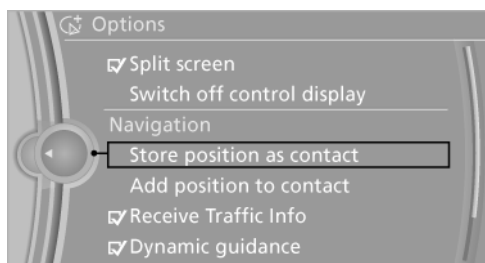 Options
Split screen
Switch off control display
Navigation
Store position as contact
Add position to contact
Receive Traffic Info
Dynamic guidance